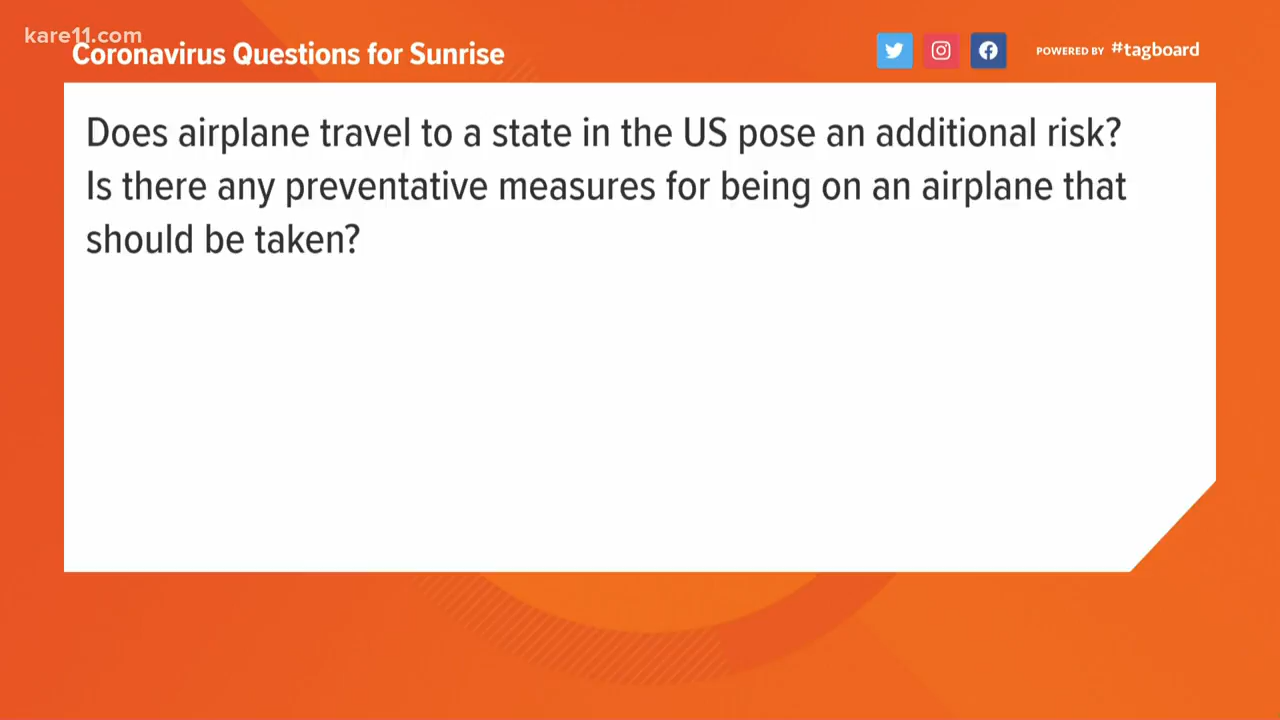 kare11.com
Coronavirus Questions for Sunrise
POWERED BY #tagboard
Does airplane travel to a state in the US pose an additional risk?
Is there any preventative measures for being on an airplane that
should be taken?